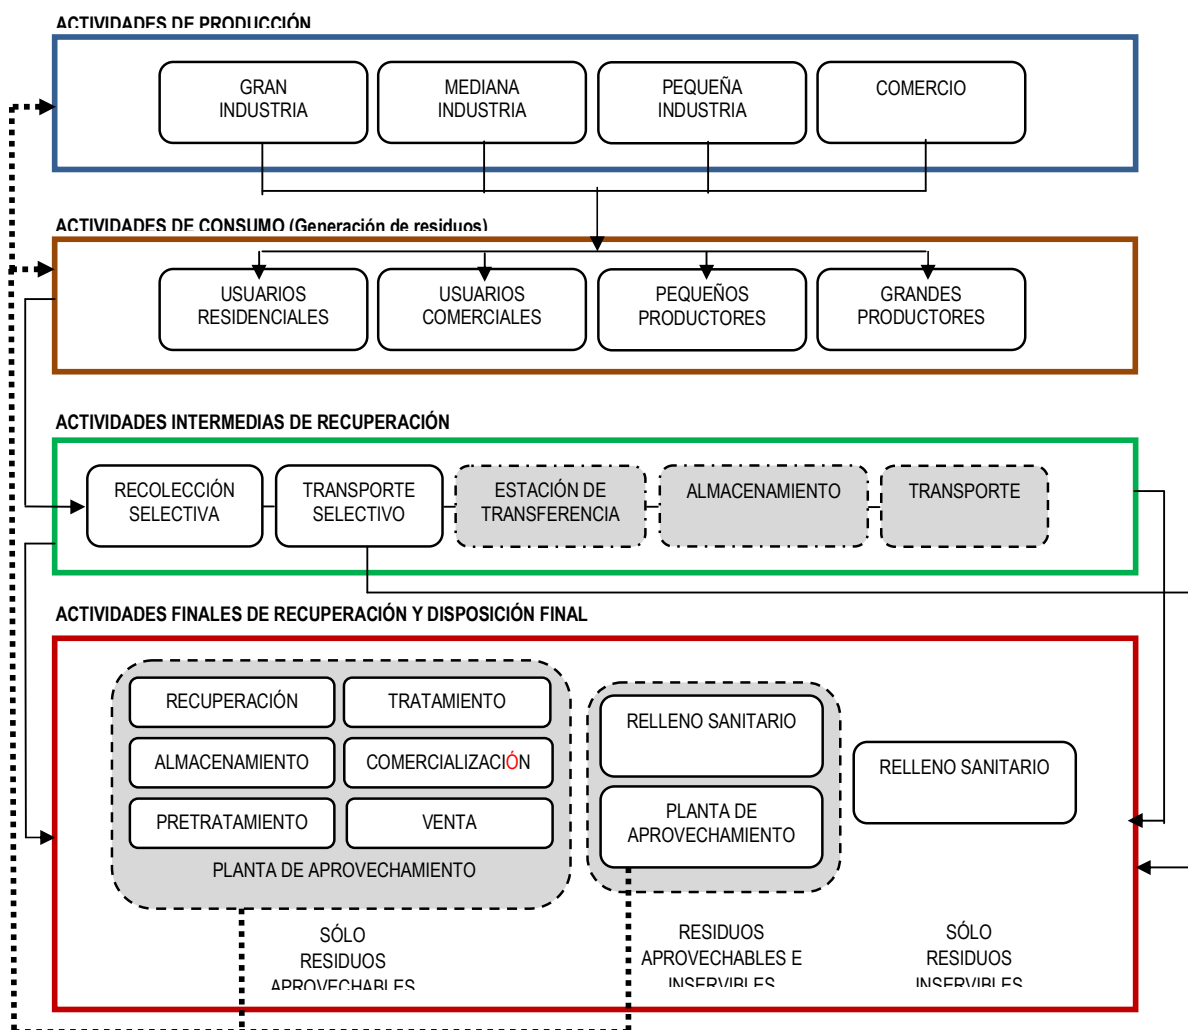 ACTIVIDADES DE PRODUCCIÓN
GRAN
INDUSTRIA
MEDIANA
INDUSTRIA
PEQUEÑA
INDUSTRIA
COMERCIO
ACTIVIDADES DE CONSUMO (Generación de residuos)
USUARIOS
RESIDENCIALES
USUARIOS
COMERCIALES
PEQUEÑOS
PRODUCTORES
GRANDES
PRODUCTORES
ACTIVIDADES INTERMEDIAS DE RECUPERACIÓN
RECOLECCIÓN
SELECTIVA
TRANSPORTE
SELECTIVO
ESTACIÓN DE
TRANSFERENCIA
ALMACENAMIENTO
TRANSPORTE
ACTIVIDADES FINALES DE RECUPERACIÓN Y DISPOSICIÓN FINAL
RECUPERACIÓN
TRATAMIENTO
ALMACENAMIENTO
COMERCIALIZACIÓN
PRETRATAMIENTO
VENTA
PLANTA DE APROVECHAMIENTO
RELLENO SANITARIO
PLANTA DE
APROVECHAMIENTO
RELLENO SANITARIO
SÓLO
RESIDUOS
APROVECHABLES
RESIDUOS
APROVECHABLES E
INSERVIBLES
SÓLO
RESIDUOS
INSERVIBLES